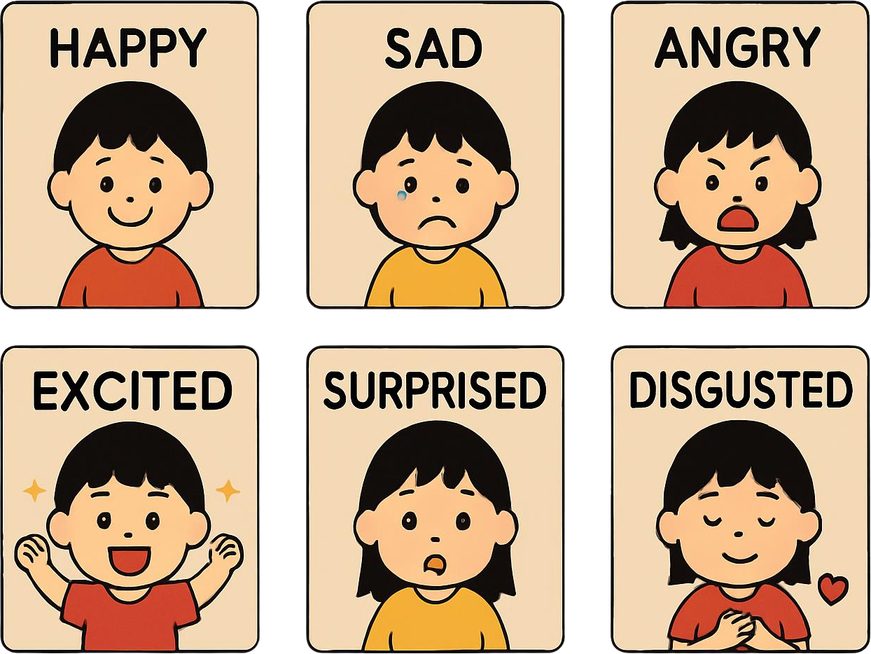 HAPPY
SAD
ANGRY
EXCITED
SURPRISED
DISGUSTED